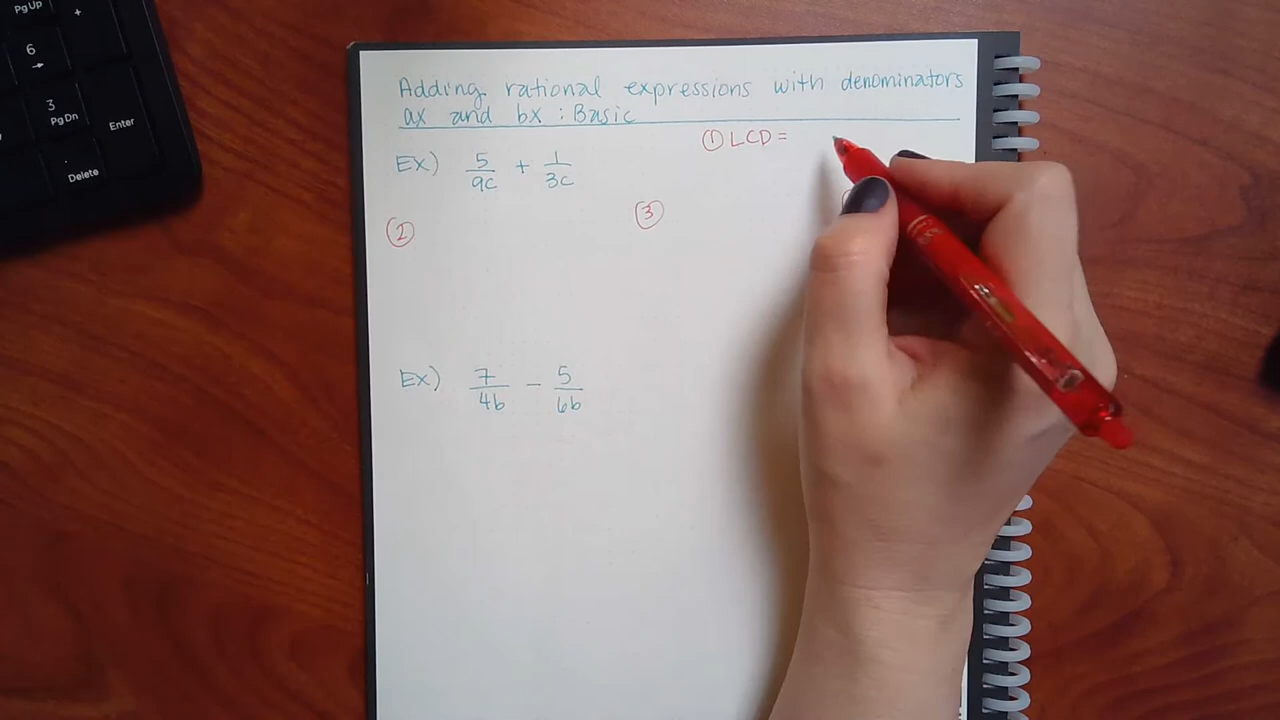 PgUp
+
6
3
PgDn
Enter
Delete
Adding rational expressions with denominators
ax and bx : Basic
① LCD =
Ex) 5/9c + 1/3c
②
③
Ex) 7/4b - 5/6b